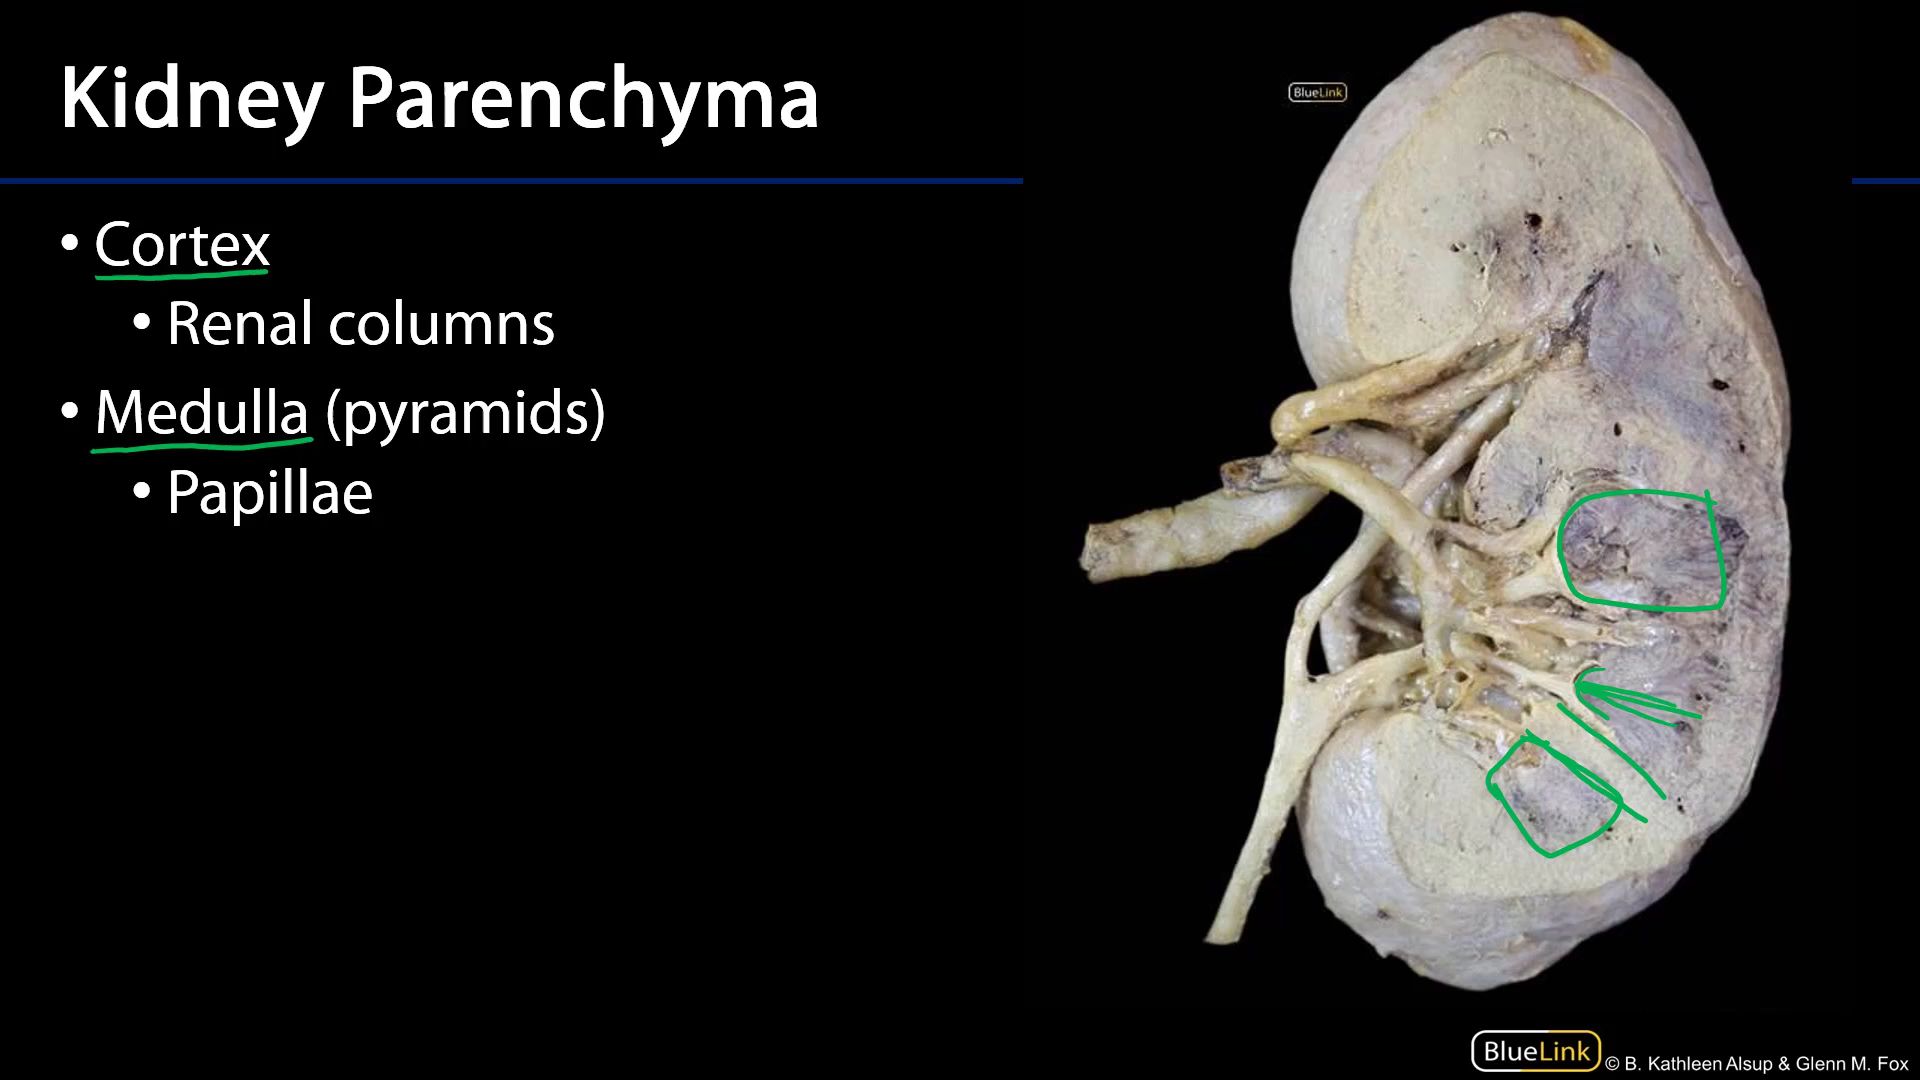 Kidney Parenchyma
BlueLink
• Cortex
• Renal columns
• Medulla (pyramids)
• Papillae
BlueLink © B. Kathleen Alsup & Glenn M. Fox